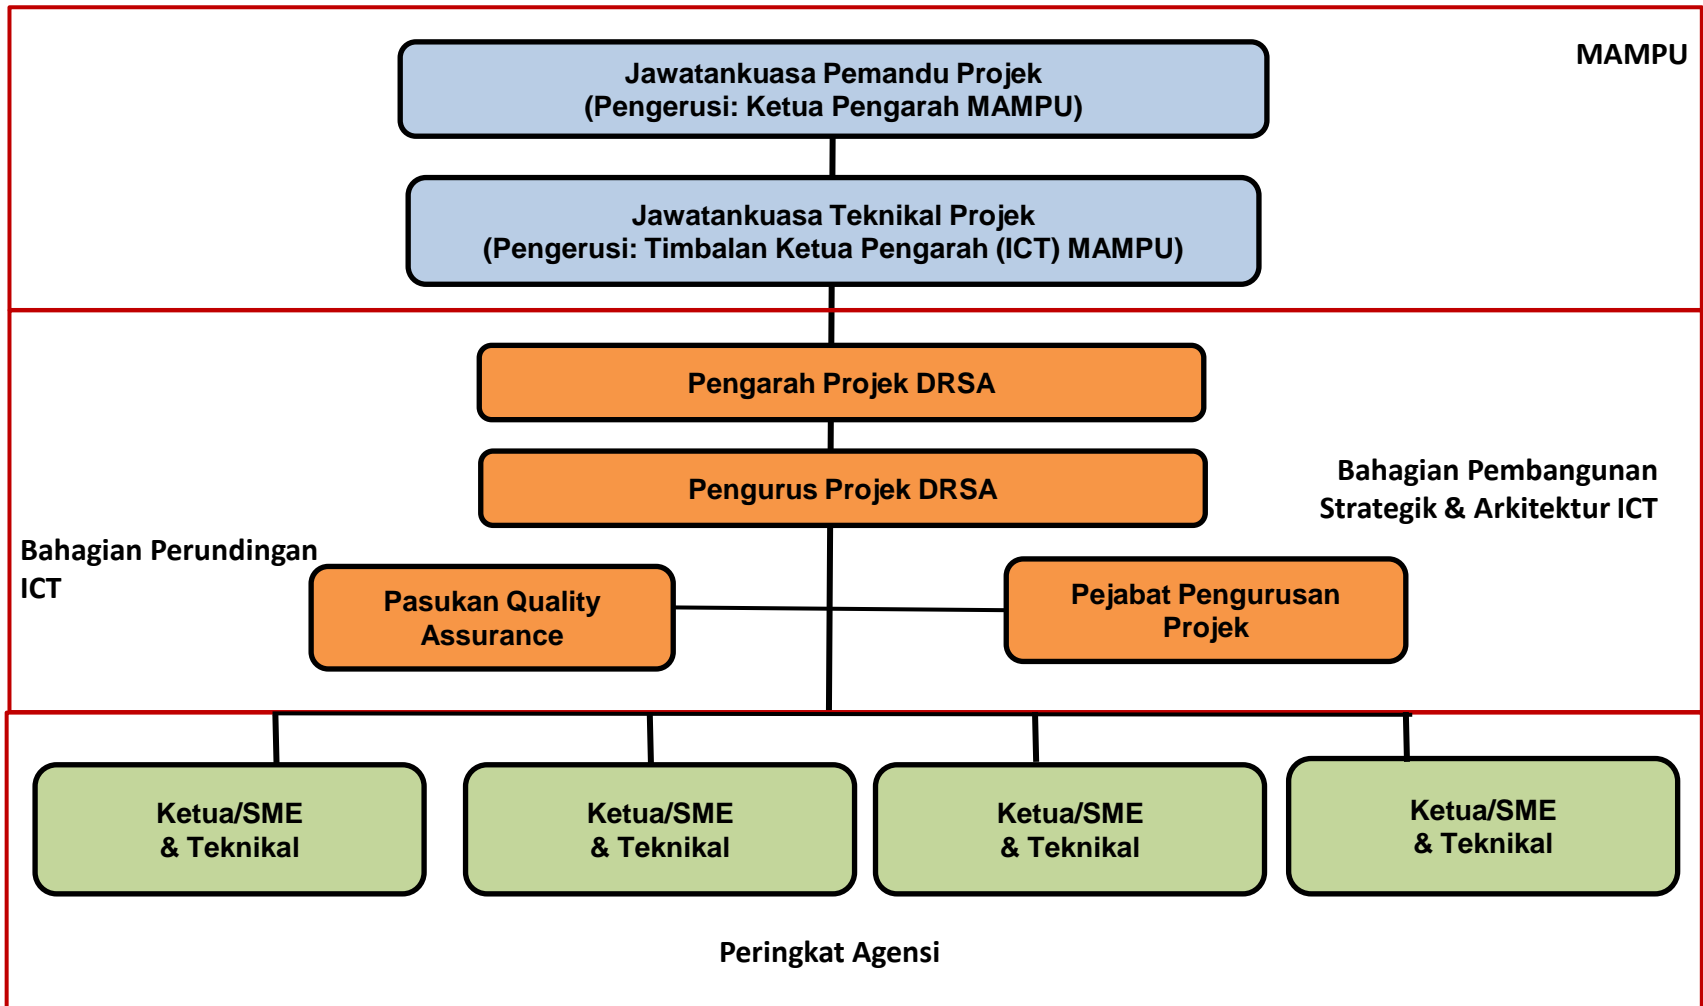 MAMPU
Jawatankuasa Pemandu Projek
(Pengerusi: Ketua Pengarah MAMPU)
Jawatankuasa Teknikal Projek
(Pengerusi: Timbalan Ketua Pengarah (ICT) MAMPU)
Pengarah Projek DRSA
Pengurus Projek DRSA
Bahagian Pembangunan
Strategik & Arkitektur ICT
Bahagian Perundingan
ICT
Pasukan Quality
Assurance
Pejabat Pengurusan
Projek
Ketua/SME
& Teknikal
Ketua/SME
& Teknikal
Ketua/SME
& Teknikal
Ketua/SME
& Teknikal
Peringkat Agensi